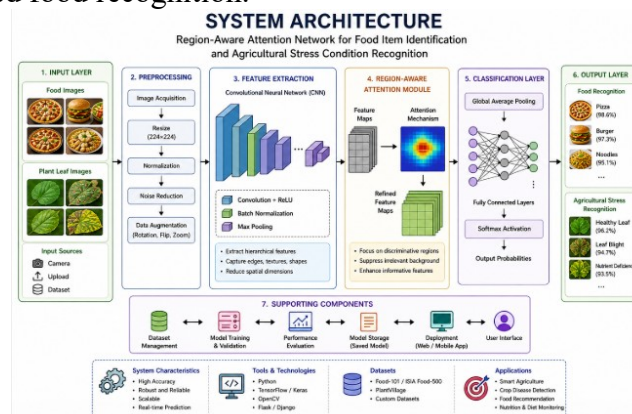 ed food recognition.
SYSTEM ARCHITECTURE
Region-Aware Attention Network for Food Item Identification
and Agricultural Stress Condition Recognition
1. INPUT LAYER
Food Images
Plant Leaf Images
Input Sources
Camera
Upload
Dataset
2. PREPROCESSING
Image Acquisition
Resize
(224×224)
Normalization
Noise Reduction
Data Augmentation
(Rotation, Flip, Zoom)
3. FEATURE EXTRACTION
Convolutional Neural Network (CNN)
...
Convolution + ReLU
Batch Normalization
Max Pooling
• Extract hierarchical features
• Capture edges, textures, shapes
• Reduce spatial dimensions
4. REGION-AWARE
ATTENTION MODULE
Feature
Maps
Attention
Mechanism
Refined
Feature
Maps
• Focus on discriminative regions
• Suppress irrelevant background
• Enhance informative features
5. CLASSIFICATION LAYER
Global Average Pooling
Fully Connected Layers
Softmax Activation
Output Probabilities
6. OUTPUT LAYER
Food Recognition
Pizza
(98.6%)
Burger
(97.3%)
Noodles
(95.1%)
...
Agricultural Stress
Recognition
Healthy Leaf
(96.2%)
Leaf Blight
(94.7%)
Nutrient Deficienc
(93.5%)
...
7. SUPPORTING COMPONENTS
Dataset
Management
Model Training
& Validation
Performance
Evaluation
Model Storage
(Saved Model)
Deployment
(Web / Mobile App)
User Interface
System Characteristics
• High Accuracy
• Robust and Reliable
• Scalable
• Real-time Prediction
Tools & Technologies
• Python
• TensorFlow / Keras
• OpenCV
• Flask / Django
Datasets
• Food-101 / ISIA Food-500
• PlantVillage
• Custom Datasets
Applications
• Smart Agriculture
• Crop Disease Detection
• Food Recommendation
• Nutrition & Diet Monitoring